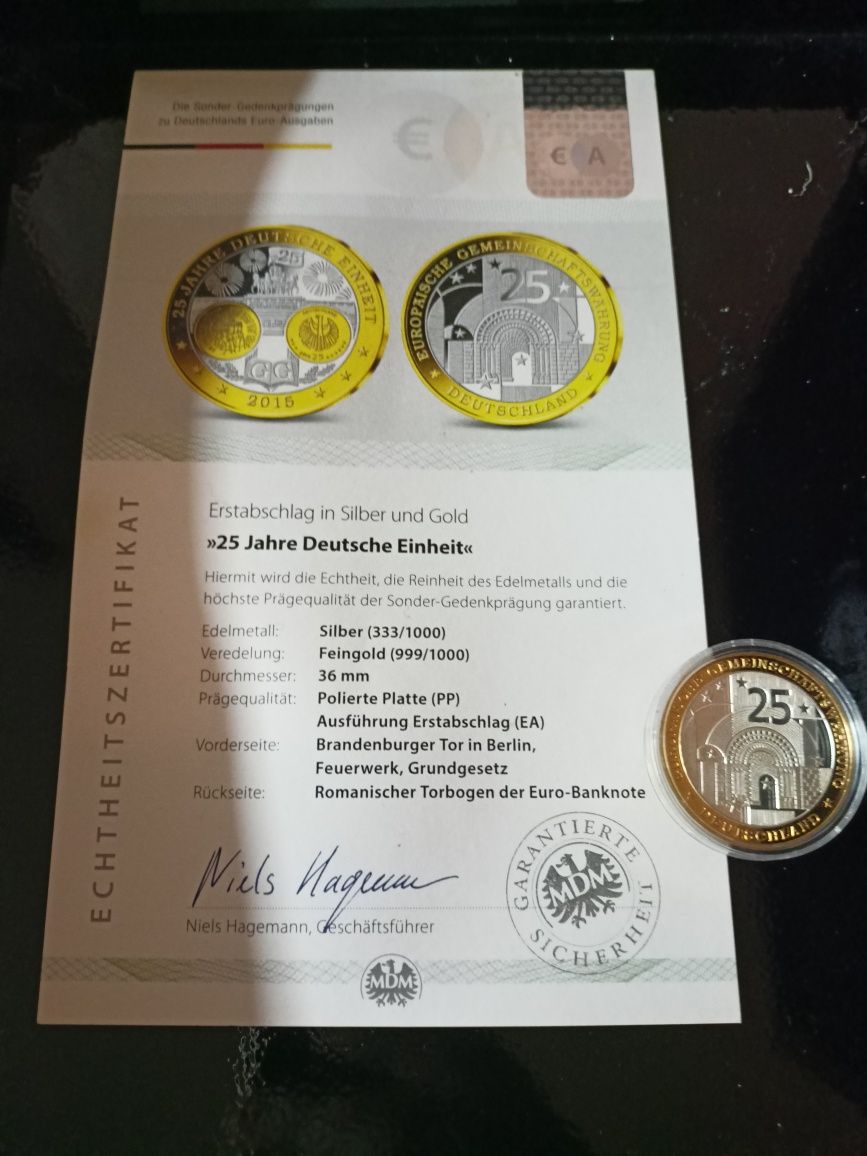 Die Sonder-Gedenkprägungen
zu Deutschlands Euro-Ausgaben
€A
€ A
25 JAHRE DEUTSCHE EINHEIT
25
GG
2015
EUROPÄISCHE GEMEINSCHAFTSWÄHRUNG
25
DEUTSCHLAND
ECHTHEITSZERTIFIKAT
Erstabschlag in Silber und Gold
»25 Jahre Deutsche Einheit«
Hiermit wird die Echtheit, die Reinheit des Edelmetalls und die
höchste Prägequalität der Sonder-Gedenkprägung garantiert.
Edelmetall: Silber (333/1000)
Veredelung: Feingold (999/1000)
Durchmesser: 36 mm
Prägequalität: Polierte Platte (PP)
Ausführung Erstabschlag (EA)
Vorderseite: Brandenburger Tor in Berlin,
Feuerwerk, Grundgesetz
Rückseite: Romanischer Torbogen der Euro-Banknote
Niels Hagemann
Niels Hagemann, Geschäftsführer
GARANTIERTE
MDM
SICHERHEIT
MDM
GEMEINSCHAFTSWÄHRUNG
25
DEUTSCHLAND